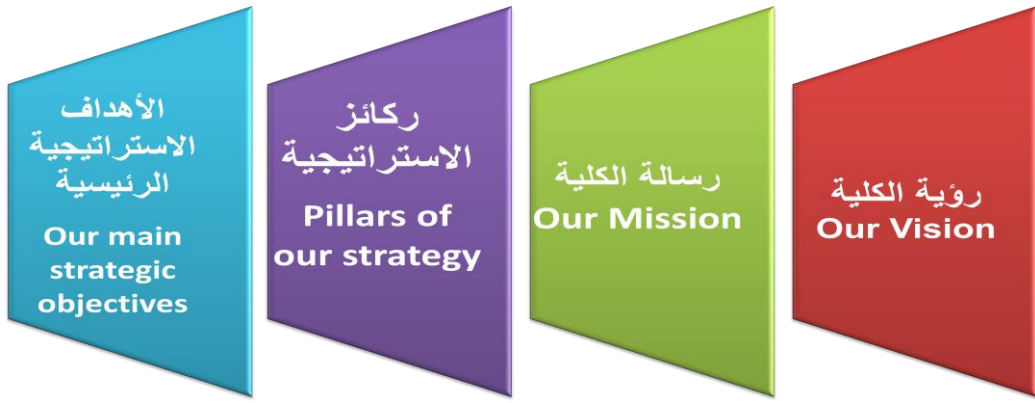 رؤية الكلية
Our Vision
رسالة الكلية
Our Mission
ركائز
الاستراتيجية
Pillars of
our strategy
الأهداف
الاستراتيجية
الرئيسية
Our main
strategic
objectives